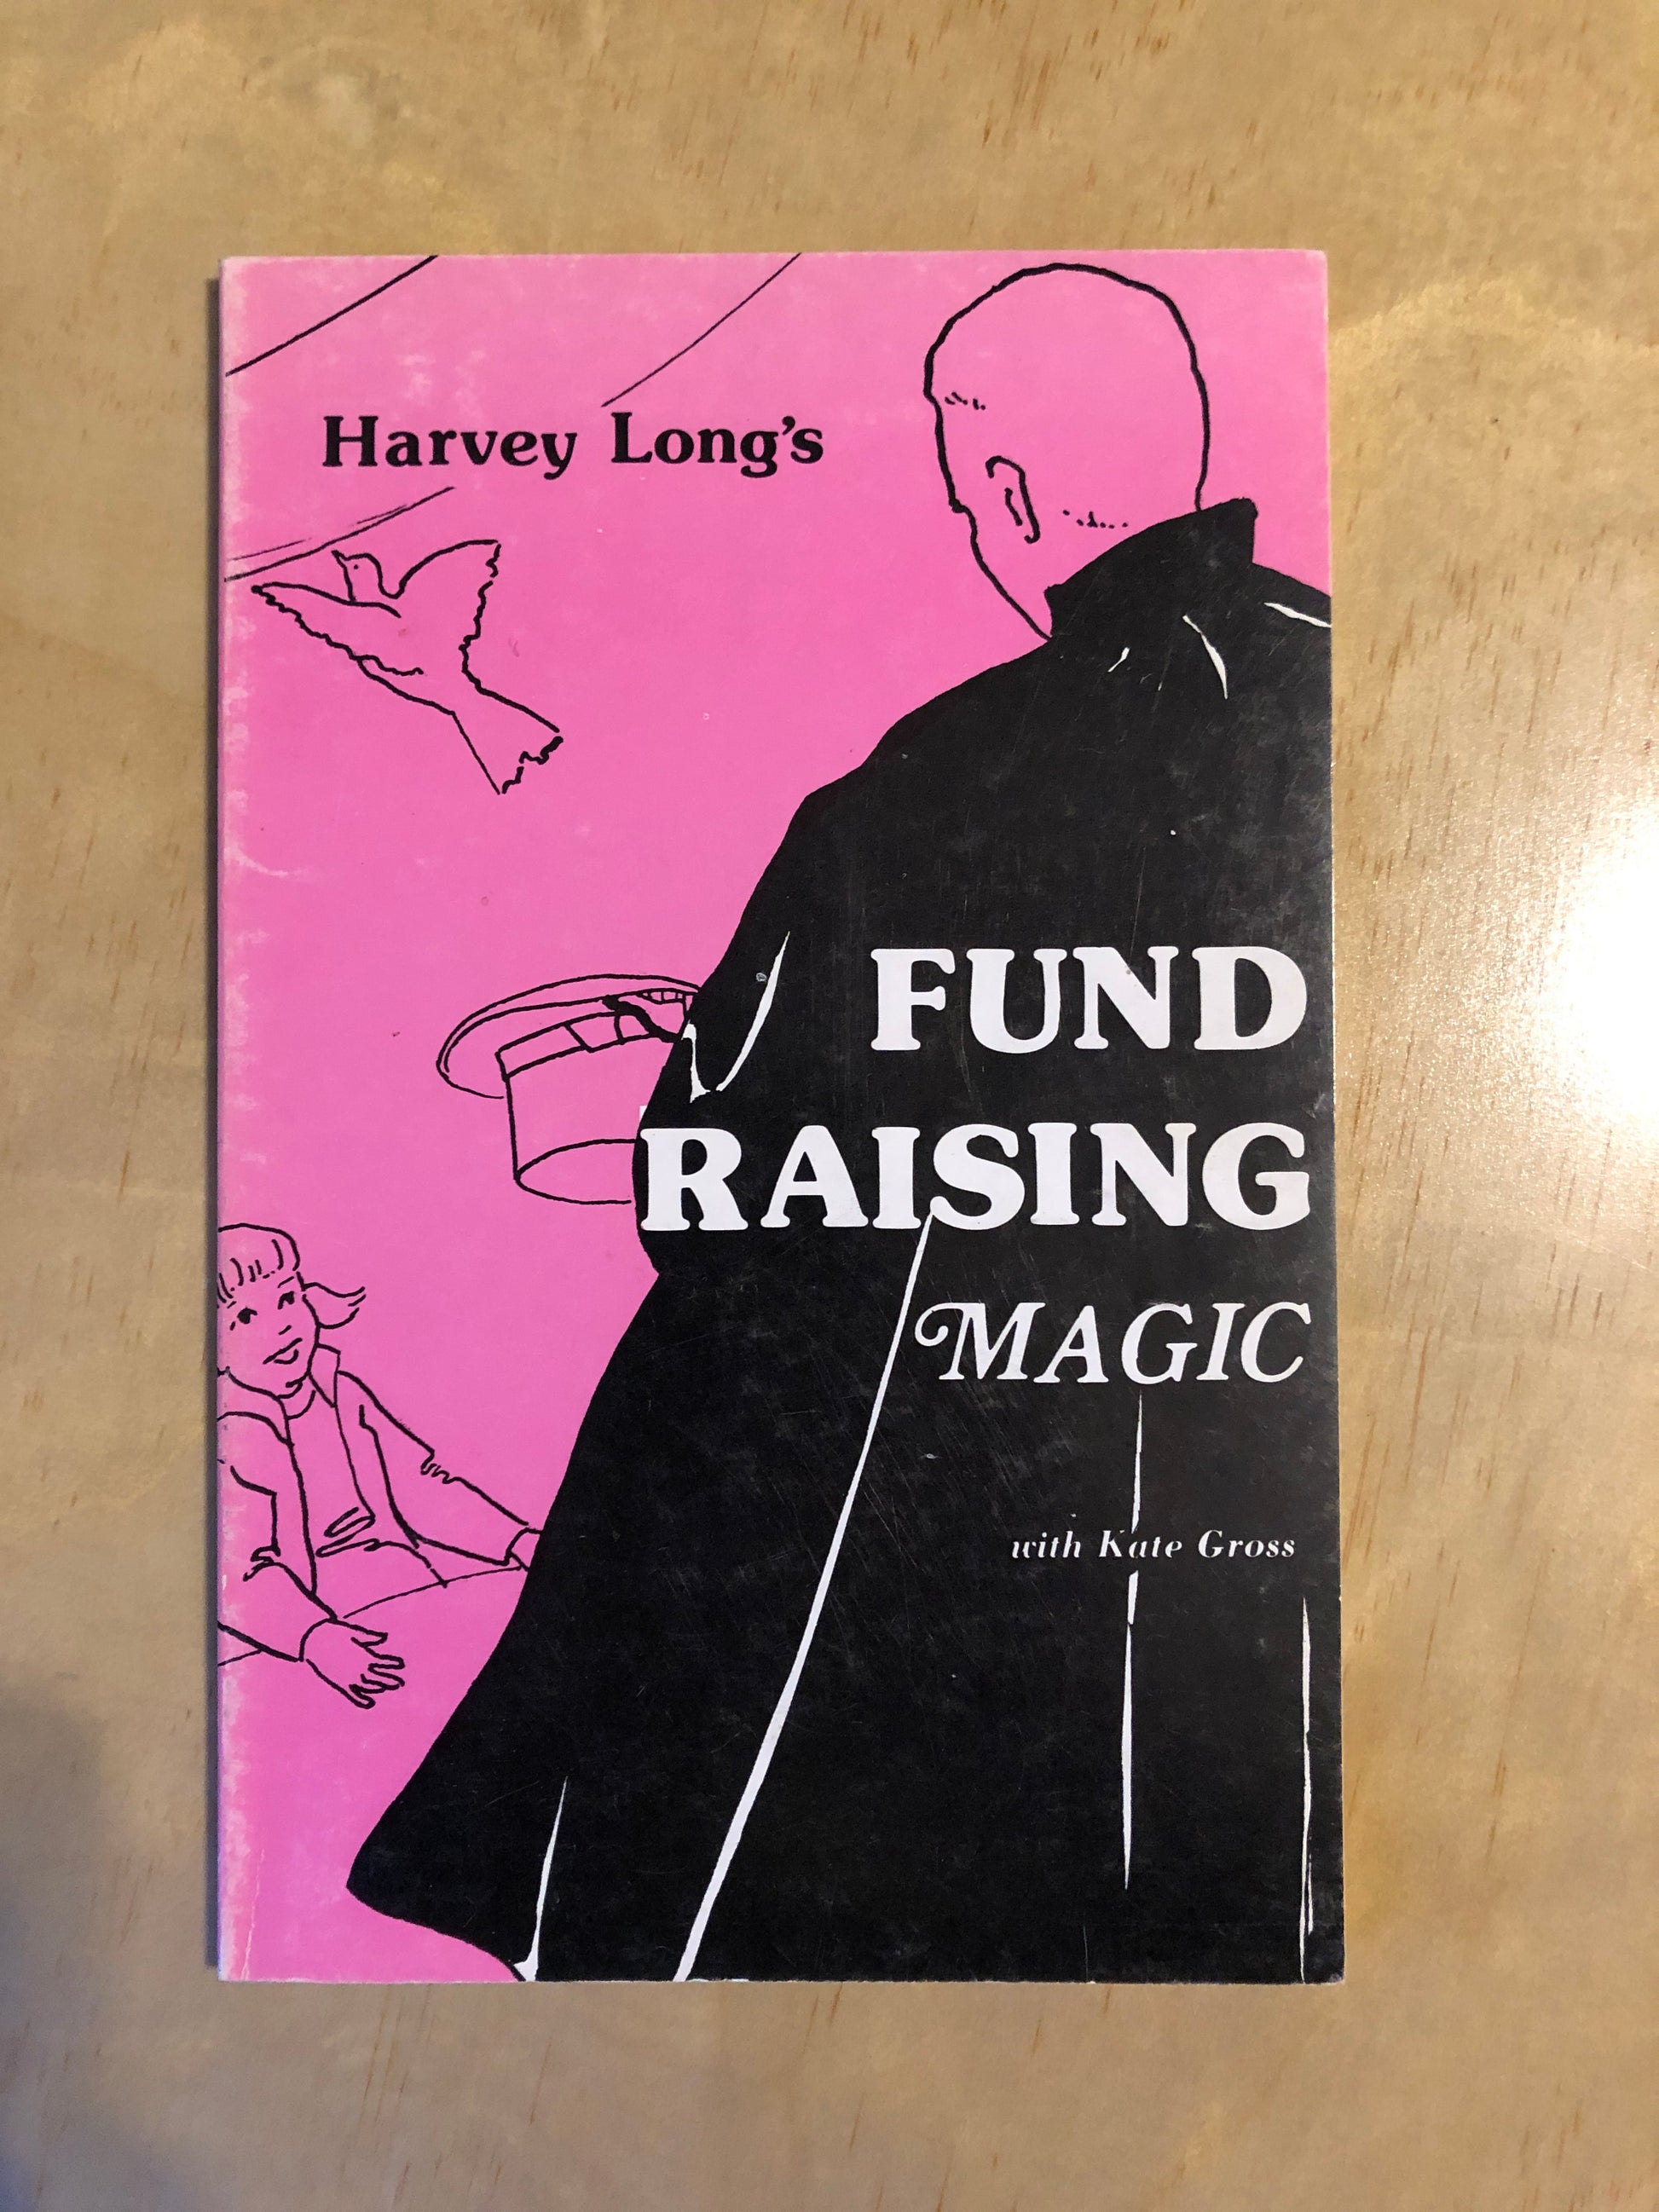 Harvey Long's
FUND
RAISING
MAGIC
with Kate Gross